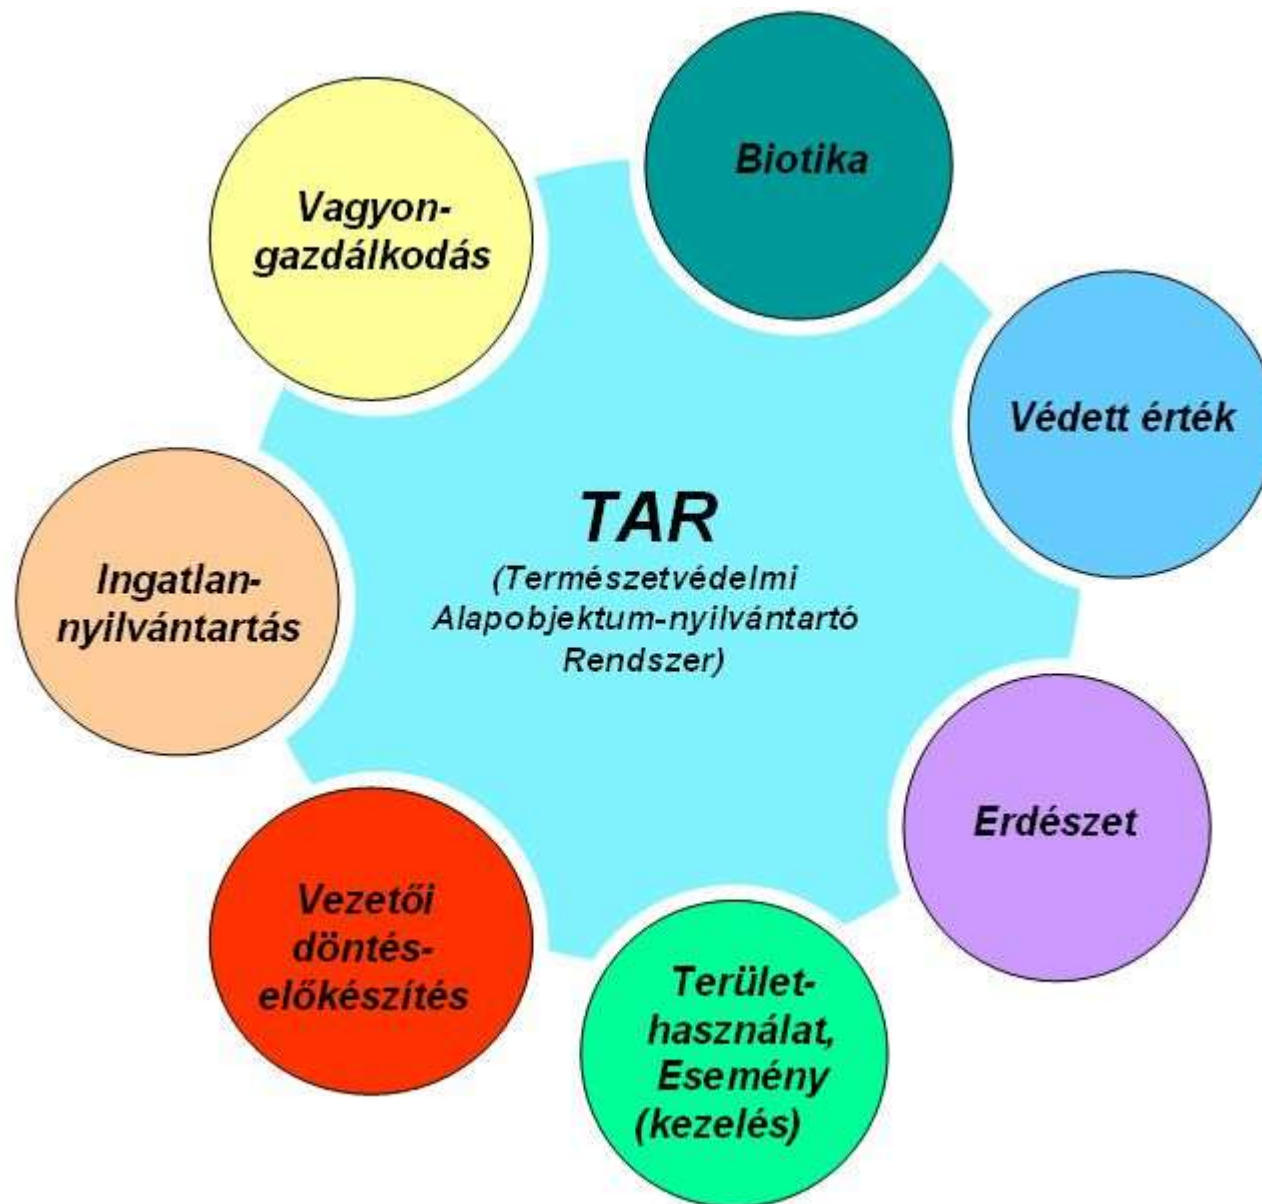 Biotika
Vagyon-
gazdálkodás
Védett érték
TAR
(Természetvédelmi
Alapobjektum-nyilvántartó
Rendszer)
Ingatlan-
nyilvántartás
Erdészet
Vezetői
döntés-
előkészítés
Terület-
használat,
Esemény
(kezelés)